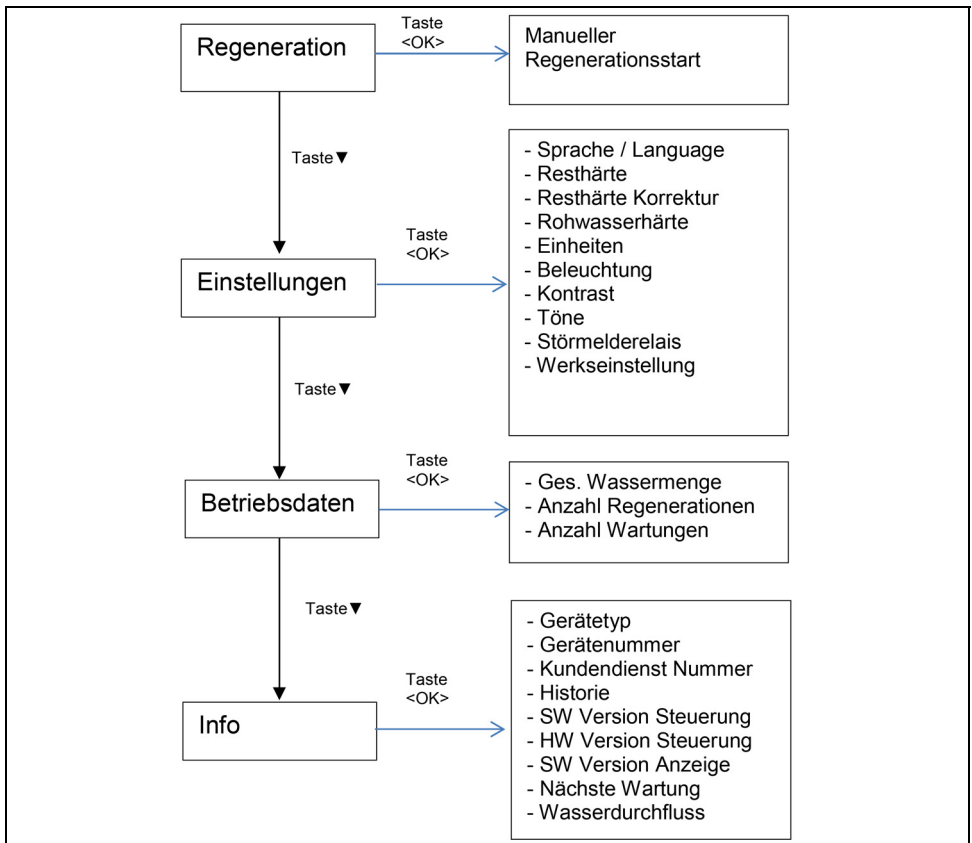 Regeneration
Taste
<OK>
Manueller
Regenerationsstart
Taste▼
Einstellungen
Taste
<OK>
- Sprache / Language
- Resthärte
- Resthärte Korrektur
- Rohwasserhärte
- Einheiten
- Beleuchtung
- Kontrast
- Töne
- Störmelderelais
- Werkseinstellung
Taste▼
Betriebsdaten
Taste
<OK>
- Ges. Wassermenge
- Anzahl Regenerationen
- Anzahl Wartungen
Taste▼
Info
Taste
<OK>
- Gerätetyp
- Gerätenummer
- Kundendienst Nummer
- Historie
- SW Version Steuerung
- HW Version Steuerung
- SW Version Anzeige
- Nächste Wartung
- Wasserdurchfluss